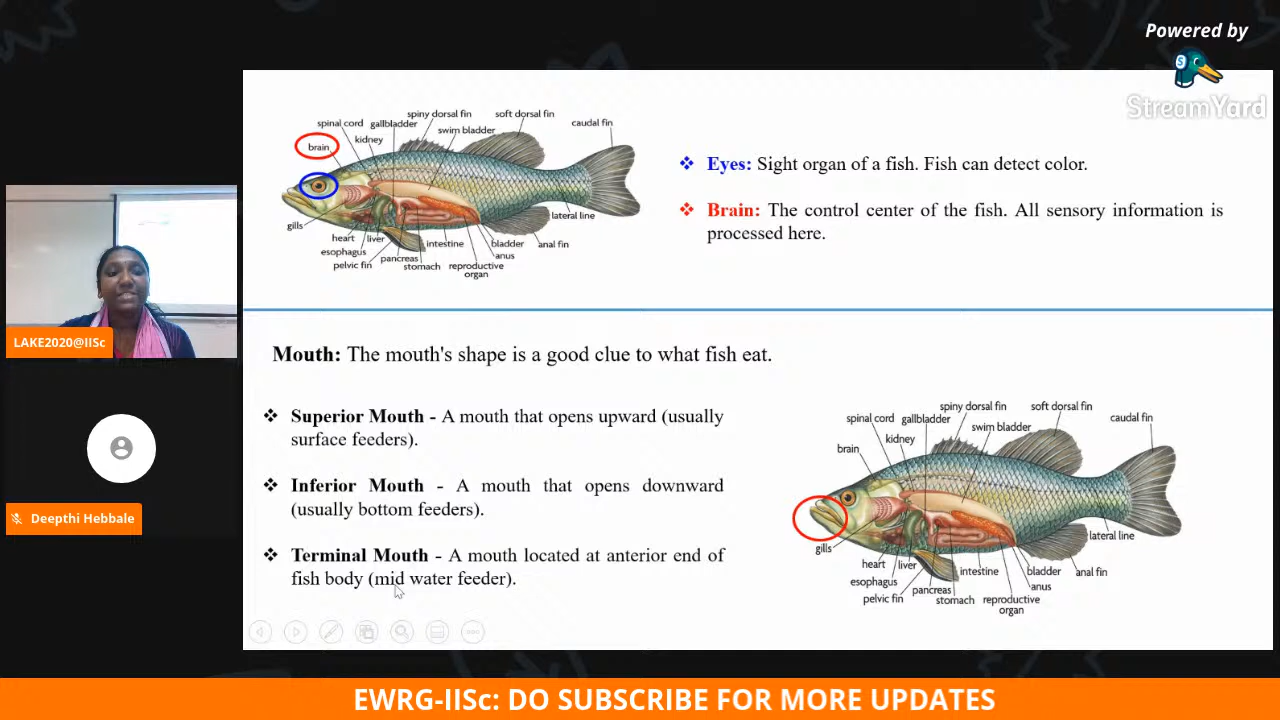 Powered by
StreamYard
spiny dorsal fin
soft dorsal fin
spinal cord
gallbladder
swim bladder
caudal fin
brain
kidney
gills
lateral line
heart
liver
intestine
bladder
anal fin
esophagus
pancreas
anus
pelvic fin
stomach
reproductive
organ
❖ Eyes: Sight organ of a fish. Fish can detect color.
❖ Brain: The control center of the fish. All sensory information is
processed here.
LAKE2020@IISc
Deepthi Hebbale
Mouth: The mouth's shape is a good clue to what fish eat.
❖ Superior Mouth - A mouth that opens upward (usually
surface feeders).
❖ Inferior Mouth - A mouth that opens downward
(usually bottom feeders).
❖ Terminal Mouth - A mouth located at anterior end of
fish body (mid water feeder).
spiny dorsal fin
soft dorsal fin
spinal cord
gallbladder
swim bladder
caudal fin
brain
kidney
gills
lateral line
heart
liver
intestine
bladder
anal fin
esophagus
pancreas
anus
pelvic fin
stomach
reproductive
organ
EWRG-IISc: DO SUBSCRIBE FOR MORE UPDATES